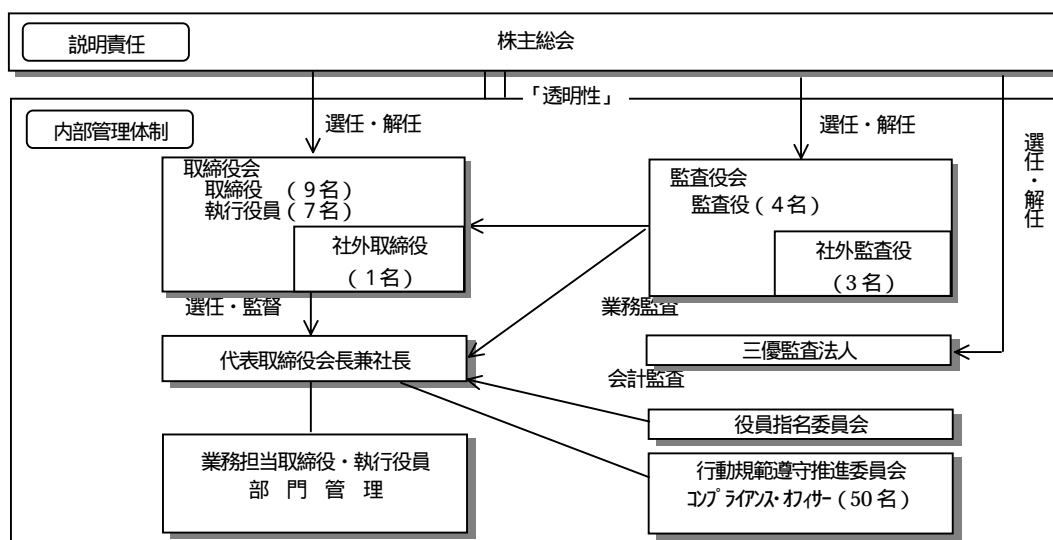 説明責任
株主総会
「透明性」
内部管理体制
選任・解任
選任・解任
選任・解任
取締役会
取締役 （９名）
執行役員（７名）
社外取締役
（１名）
監査役会
監査役（４名）
社外監査役
（３名）
選任・監督
業務監査
代表取締役会長兼社長
三優監査法人
会計監査
役員指名委員会
業務担当取締役・執行役員
部 門 管 理
行動規範遵守推進委員会
ｺﾝﾌﾟﾗｲｱﾝｽ・ｵﾌｨｻｰ（50 名）